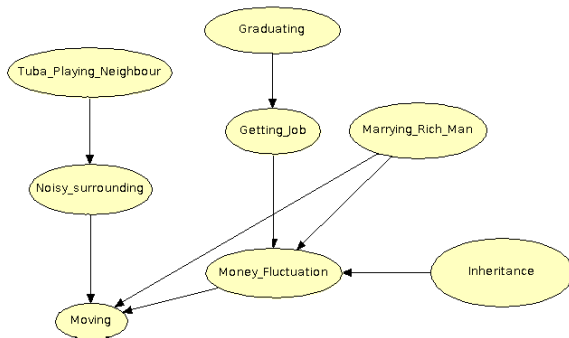 Graduating
Tuba_Playing_Neighbour
Getting_Job
Marrying_Rich_Man
Noisy_surrounding
Money_Fluctuation
Inheritance
Moving